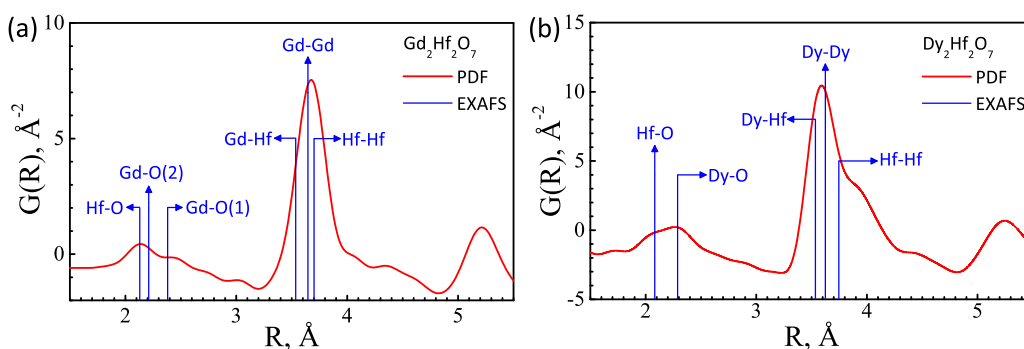 (a)
10
5
0
G(R), Å⁻²
Gd₂Hf₂O₇
PDF
EXAFS
Gd-Gd
Gd-Hf
Hf-Hf
Gd-O(2)
Hf-O
Gd-O(1)
2
3
4
5
R, Å
(b)
15
10
5
0
-5
G(R), Å⁻²
Dy₂Hf₂O₇
PDF
EXAFS
Dy-Dy
Dy-Hf
Hf-O
Hf-Hf
Dy-O
2
3
4
5
R, Å